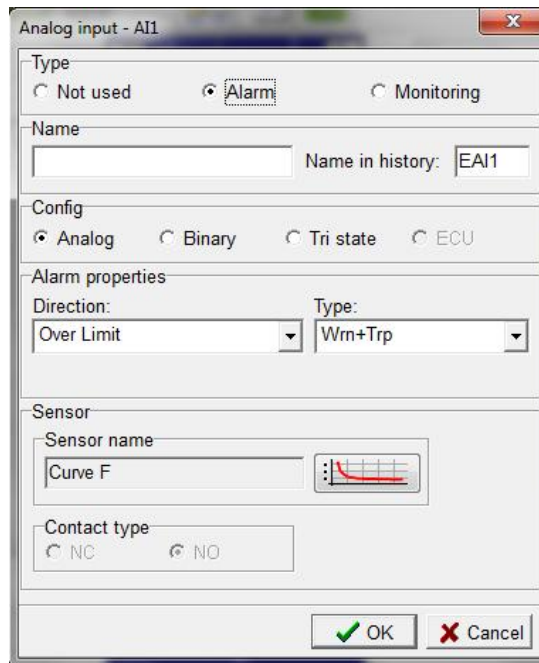 Analog input - AI1
Type
Not used Alarm Monitoring
Name
Name in history: EAI1
Config
Analog Binary Tri state ECU
Alarm properties
Direction: Type:
Over Limit Wrn+Trp
Sensor
Sensor name
Curve F
Contact type
NC NO
OK Cancel